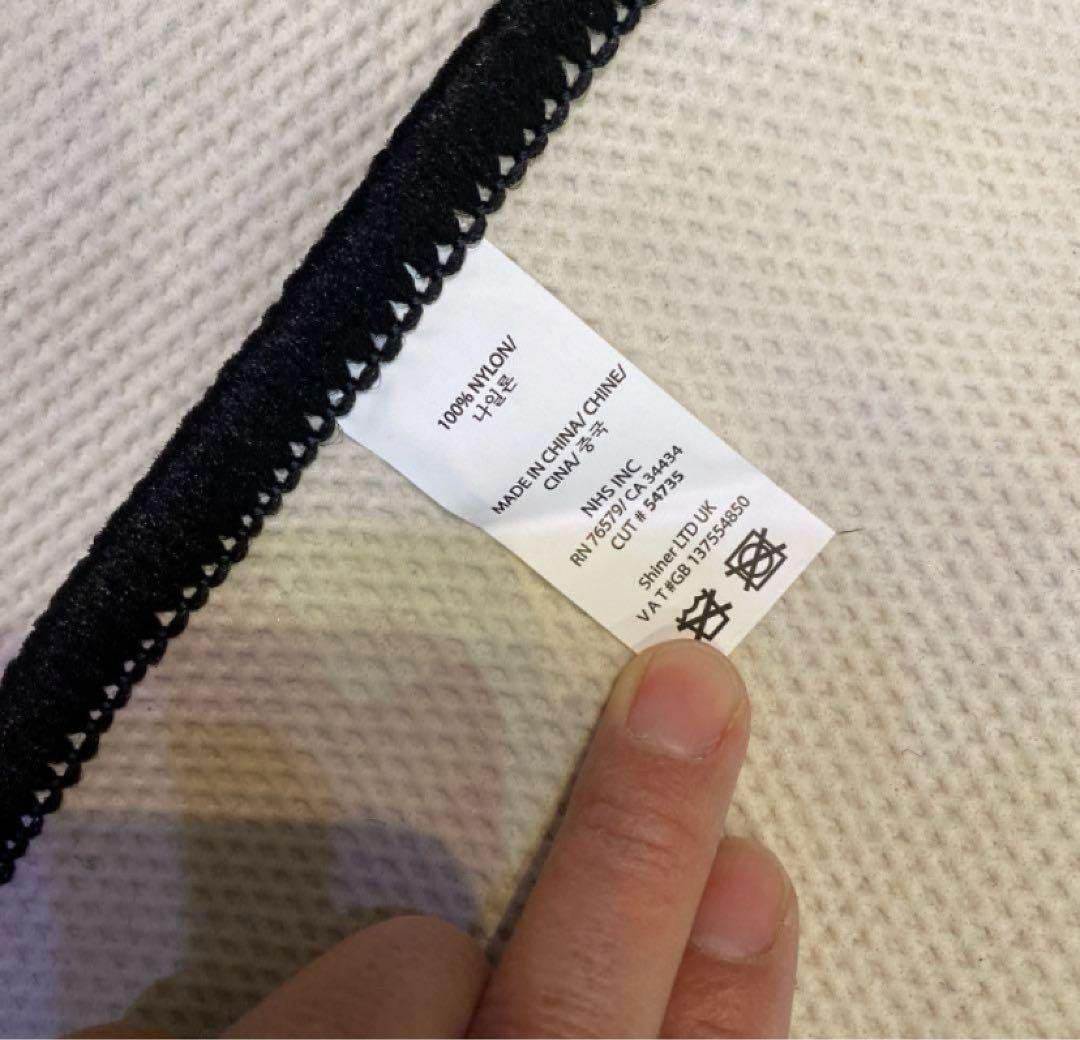 100% NYLON/
나일론
MADE IN CHINA/ CHINE/
CINA/ 중국
NHS INC
RN 76579/ CA 34434
CUT # 54735
Shiner LTD UK
V A T #GB 137554850